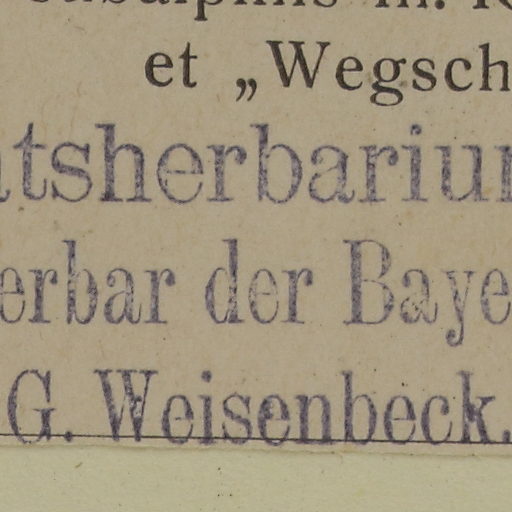 et „Wegsch
atsherbarium
erbar der Baye
G. Weisenbeck.